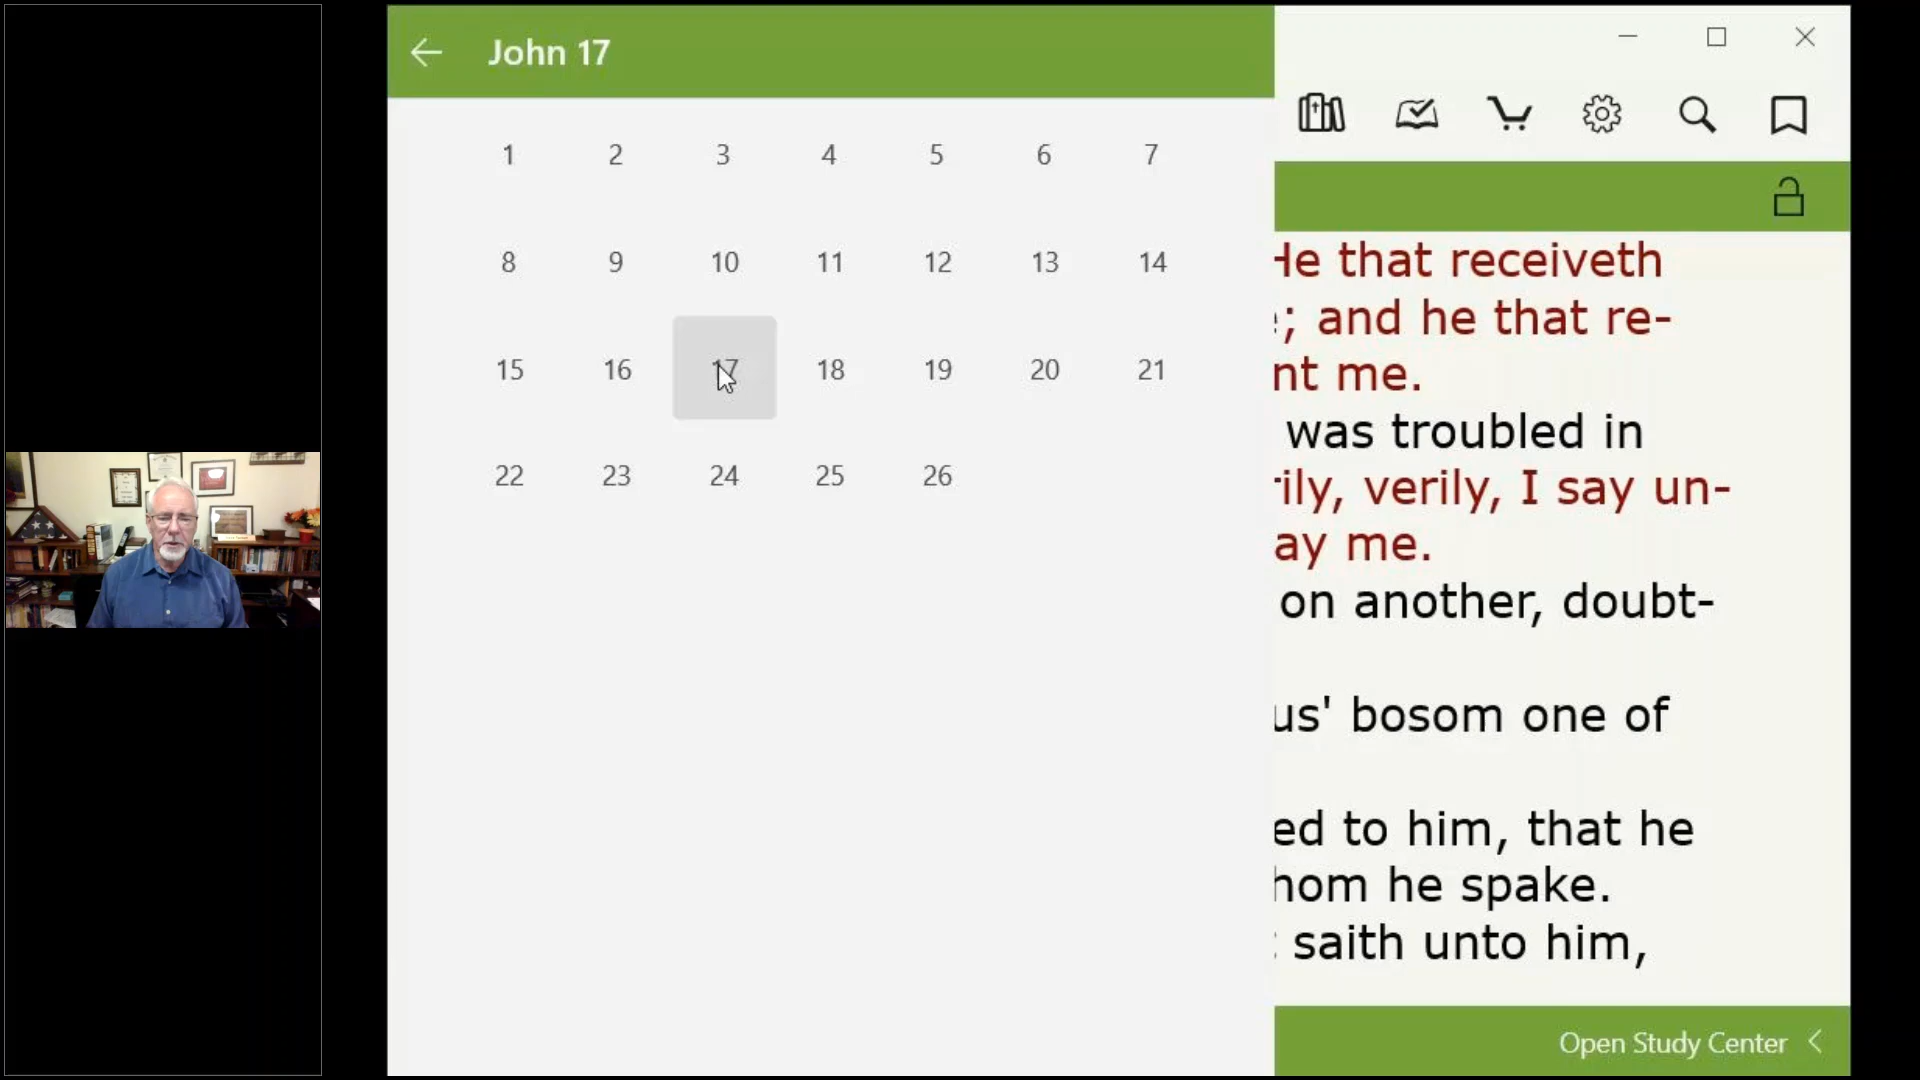 John 17
1 2 3 4 5 6 7
8 9 10 11 12 13 14
15 16 17 18 19 20 21
22 23 24 25 26
He that receiveth
; and he that re-
nt me.
was troubled in
rily, verily, I say un-
ay me.
on another, doubt-
us' bosom one of
ed to him, that he
hom he spake.
saith unto him,
Open Study Center